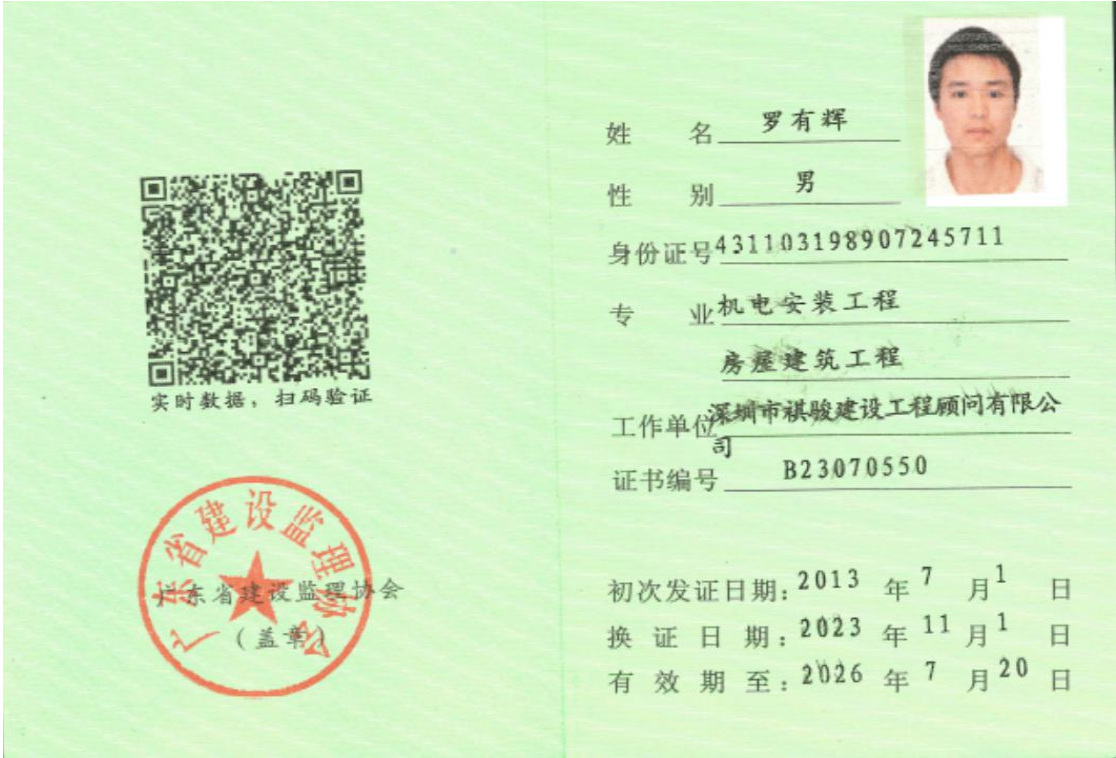 实时数据，扫码验证
广东省建设监理协会
广东省建设监理协会
（盖章）
姓 名 罗有辉
性 别 男
身份证号 431103198907245711
专 业 机电安装工程
房屋建筑工程
工作单位 深圳市祺骏建设工程顾问有限公
司
证书编号 B23070550
初次发证日期：2013 年 7 月 1 日
换 证 日 期：2023 年 11 月 1 日
有 效 期 至：2026 年 7 月 20 日